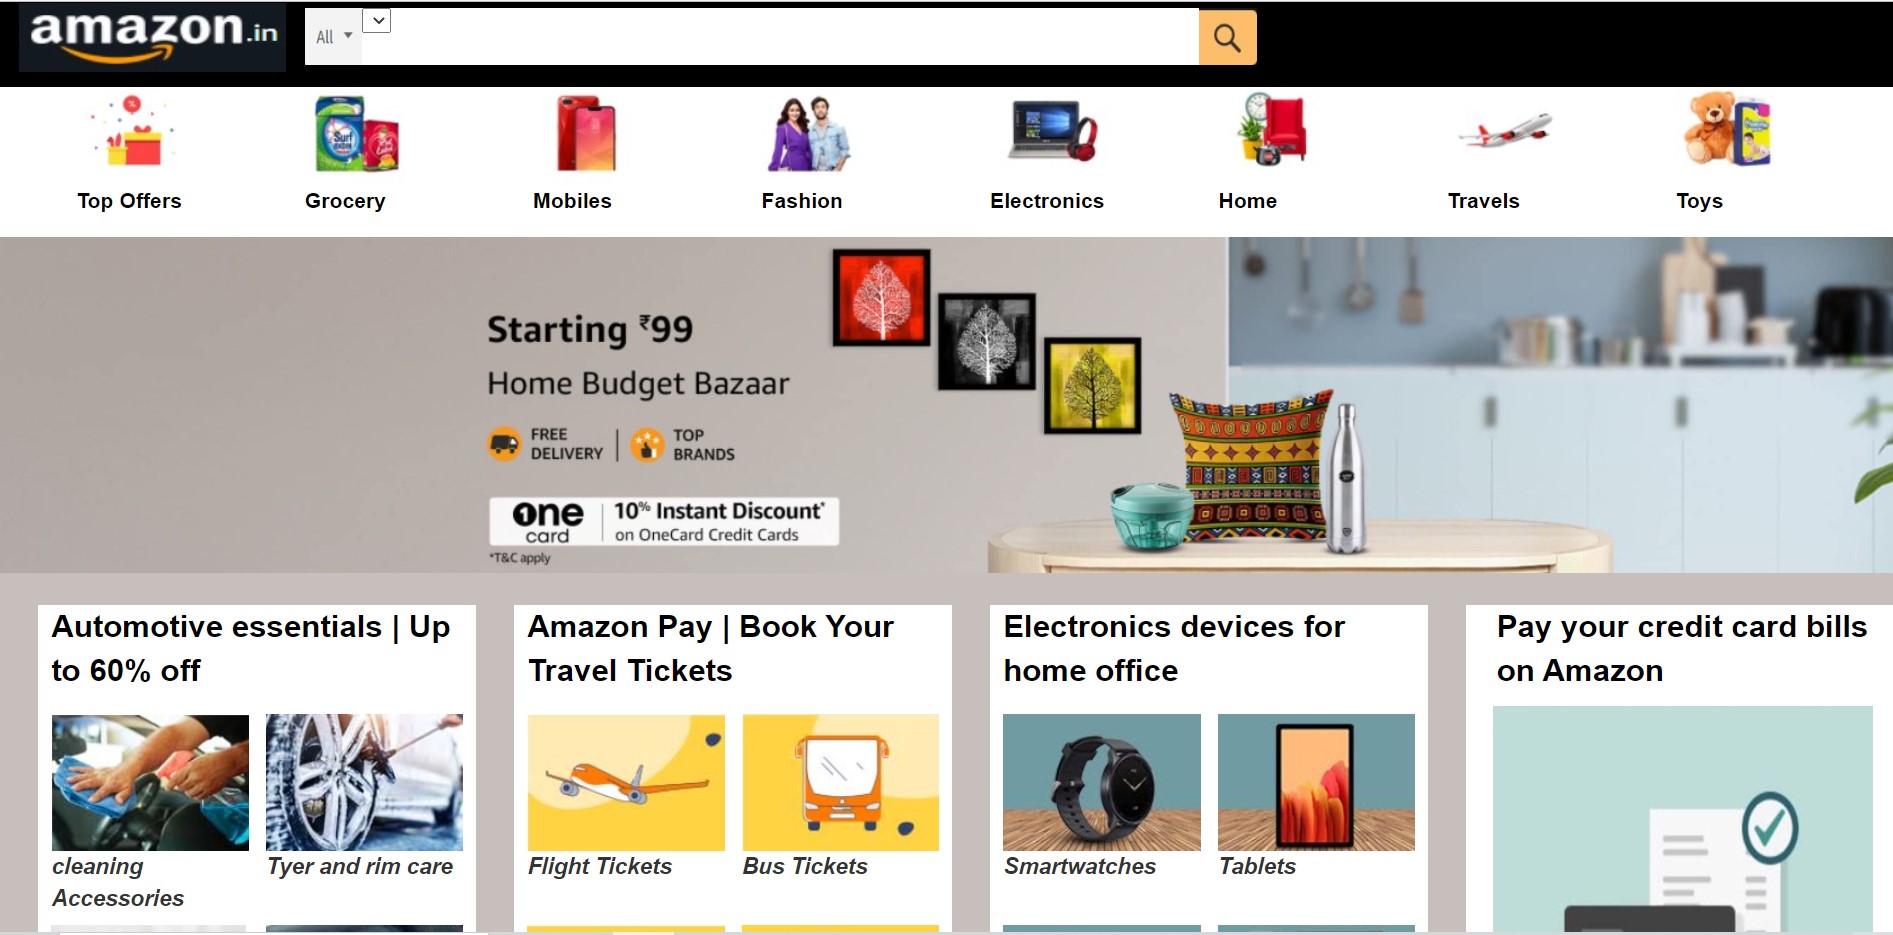 amazon.in
All
Top Offers
Grocery
Mobiles
Fashion
Electronics
Home
Travels
Toys
Starting ₹99
Home Budget Bazaar
FREE
DELIVERY
TOP
BRANDS
one
card
10% Instant Discount*
on OneCard Credit Cards
*T&C apply
Automotive essentials | Up
to 60% off
cleaning
Accessories
Tyer and rim care
Amazon Pay | Book Your
Travel Tickets
Flight Tickets
Bus Tickets
Electronics devices for
home office
Smartwatches
Tablets
Pay your credit card bills
on Amazon